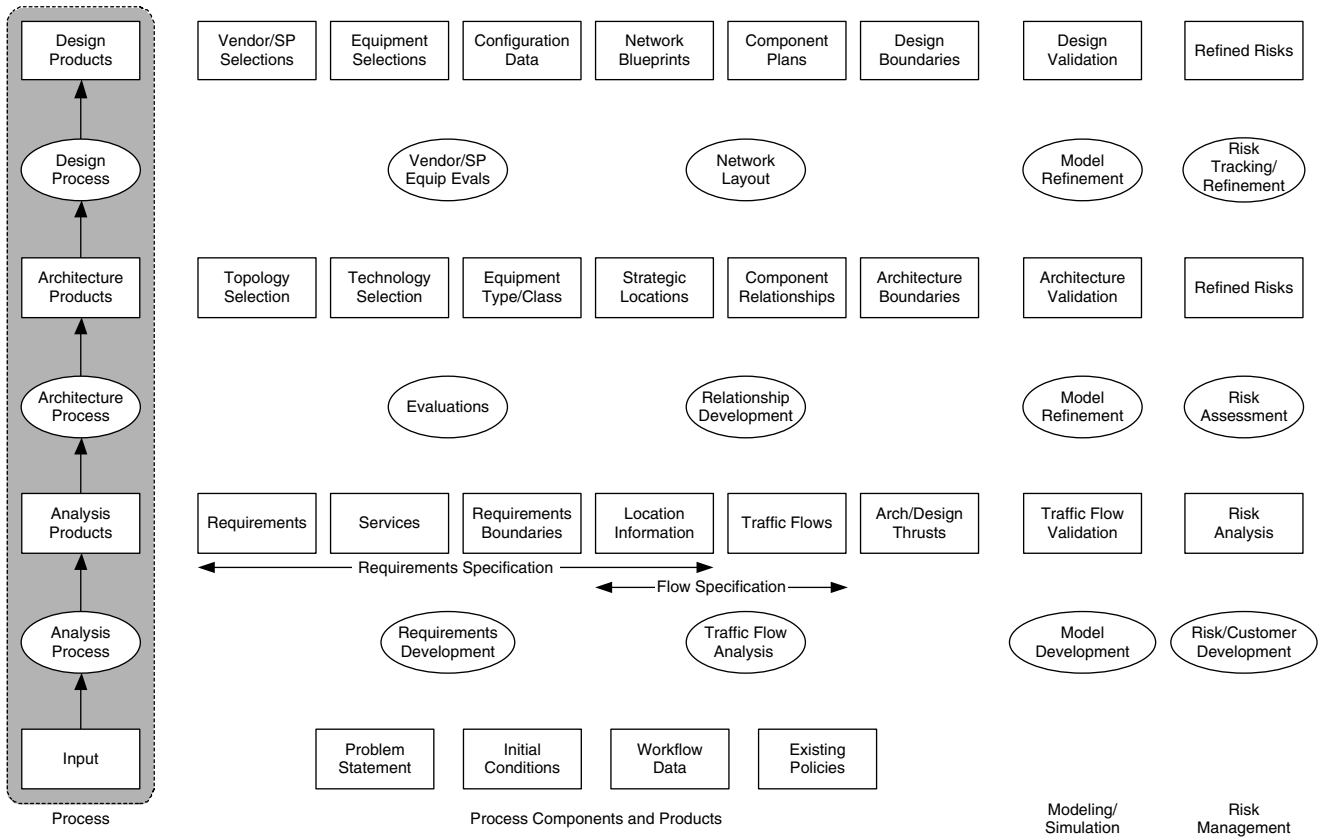 Design
Products
Vendor/SP
Selections
Equipment
Selections
Configuration
Data
Network
Blueprints
Component
Plans
Design
Boundaries
Design
Validation
Refined Risks
Design
Process
Vendor/SP
Equip Evals
Network
Layout
Model
Refinement
Risk
Tracking/
Refinement
Architecture
Products
Topology
Selection
Technology
Selection
Equipment
Type/Class
Strategic
Locations
Component
Relationships
Architecture
Boundaries
Architecture
Validation
Refined Risks
Architecture
Process
Evaluations
Relationship
Development
Model
Refinement
Risk
Assessment
Analysis
Products
Requirements
Services
Requirements
Boundaries
Location
Information
Traffic Flows
Arch/Design
Thrusts
Traffic Flow
Validation
Risk
Analysis
Requirements Specification
Flow Specification
Analysis
Process
Requirements
Development
Traffic Flow
Analysis
Model
Development
Risk/Customer
Development
Input
Problem
Statement
Initial
Conditions
Workflow
Data
Existing
Policies
Process
Process Components and Products
Modeling/
Simulation
Risk
Management